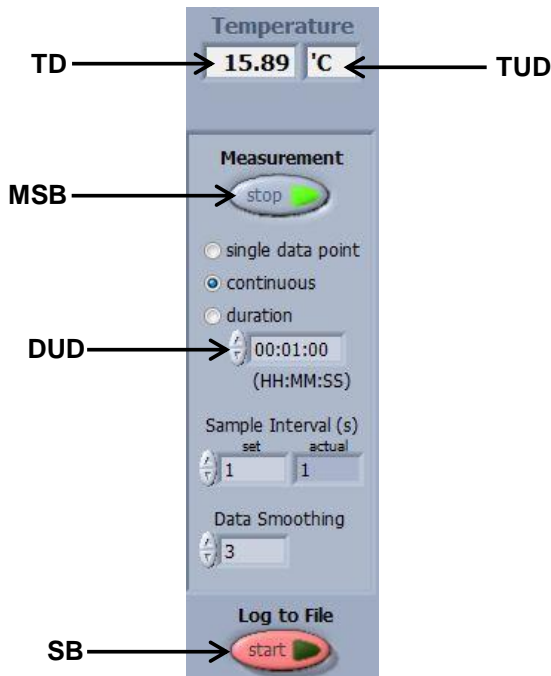 Temperature
TD 15.89 'C TUD
Measurement
MSB stop
single data point
continuous
duration
DUD 00:01:00
(HH:MM:SS)
Sample Interval (s)
set actual
1 1
Data Smoothing
3
Log to File
SB start